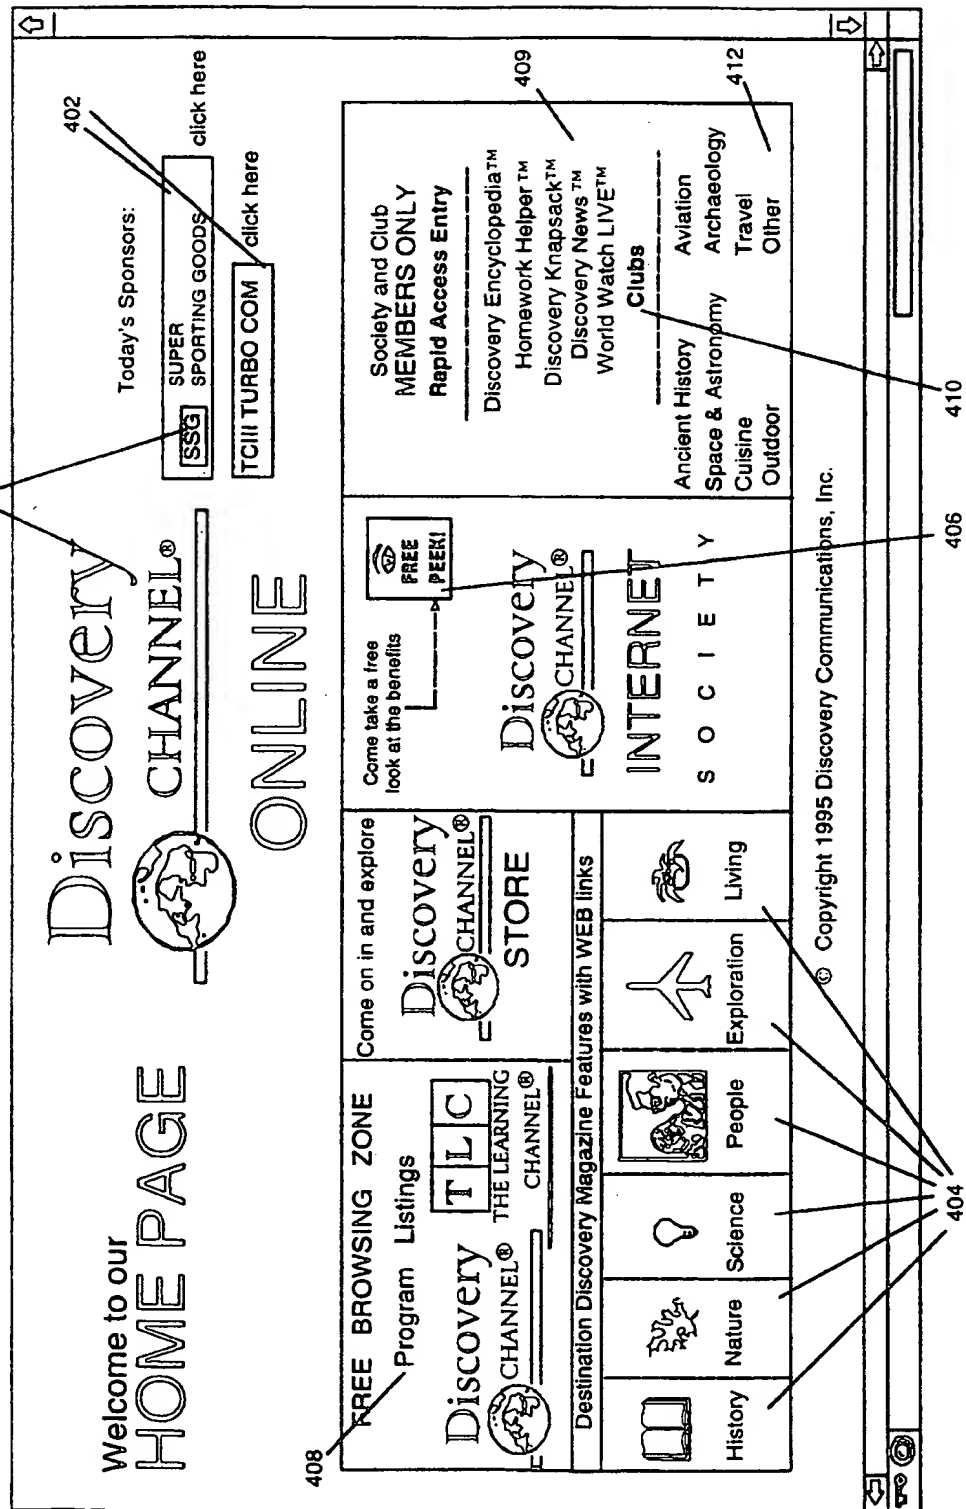 Welcome to our
HOME PAGE
Discovery
CHANNEL®
ONLINE
Today's Sponsors:
SSG
SUPER
SPORTING GOODS
click here
TCIII TURBO COM
click here
402
FREE BROWSING ZONE
408
Program Listings
Discovery
CHANNEL®
T L C
THE LEARNING
CHANNEL®
Come on in and explore
Discovery
CHANNEL®
STORE
Destination Discovery Magazine Features with WEB links
History
Nature
Science
People
Exploration
Living
404
Come take a free
look at the benefits
FREE
PEEK!
Discovery
CHANNEL®
INTERNET
SOCIETY
406
Society and Club
MEMBERS ONLY
Rapid Access Entry
Discovery Encyclopedia™
Homework Helper™
Discovery Knapsack™
Discovery News™
World Watch LIVE™
409
Clubs
410
Ancient History Aviation
Space & Astronomy Archaeology
Cuisine Travel
Outdoor Other
412
© Copyright 1995 Discovery Communications, Inc.